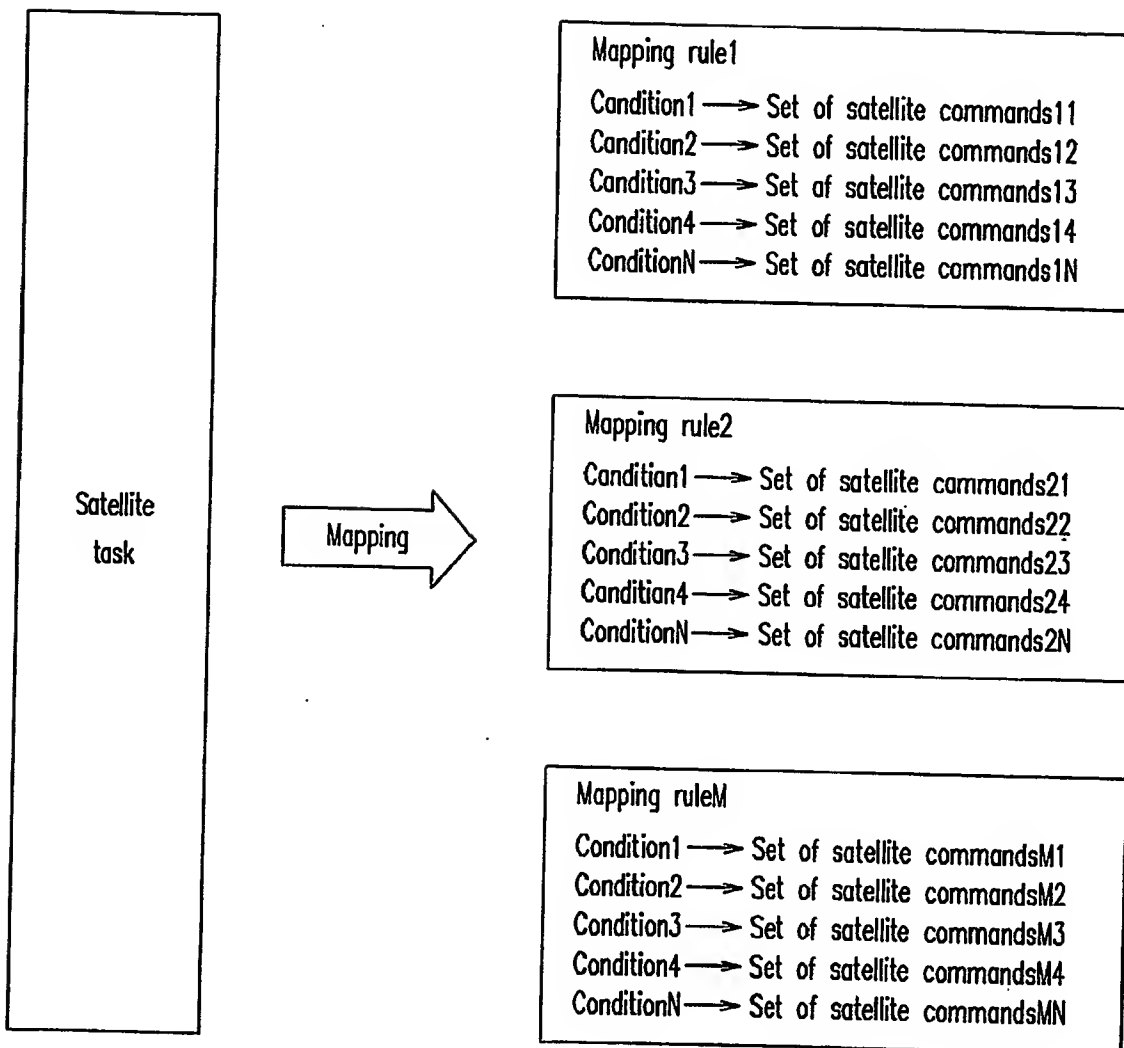 Mapping rule1
Condition1 → Set of satellite commands11
Condition2 → Set of satellite commands12
Condition3 → Set of satellite commands13
Condition4 → Set of satellite commands14
ConditionN → Set of satellite commands1N
Satellite
task
Mapping
Mapping rule2
Condition1 → Set of satellite commands21
Condition2 → Set of satellite commands22
Condition3 → Set of satellite commands23
Condition4 → Set of satellite commands24
ConditionN → Set of satellite commands2N
Mapping ruleM
Condition1 → Set of satellite commandsM1
Condition2 → Set of satellite commandsM2
Condition3 → Set of satellite commandsM3
Condition4 → Set of satellite commandsM4
ConditionN → Set of satellite commandsMN